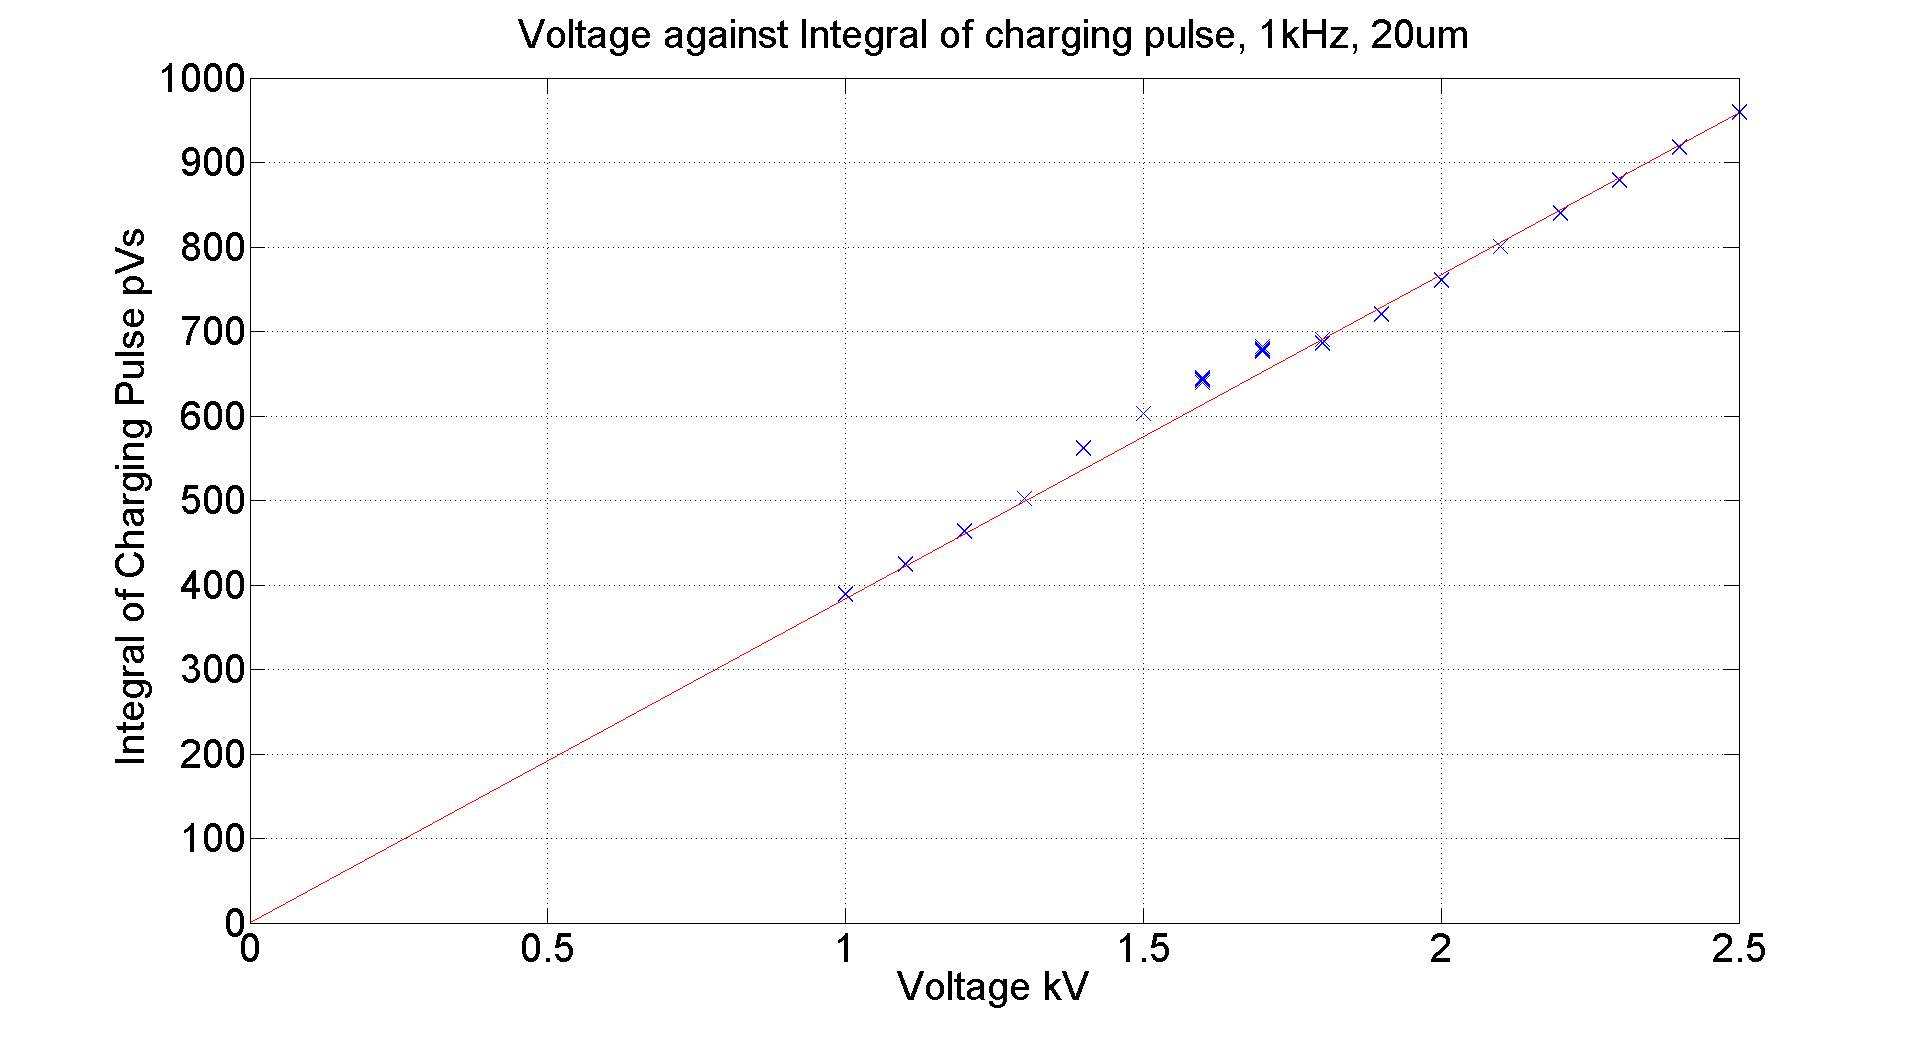 Voltage against Integral of charging pulse, 1kHz, 20um
1000
900
800
700
600
500
400
300
200
100
0
Integral of Charging Pulse pVs
0 0.5 1 1.5 2 2.5
Voltage kV